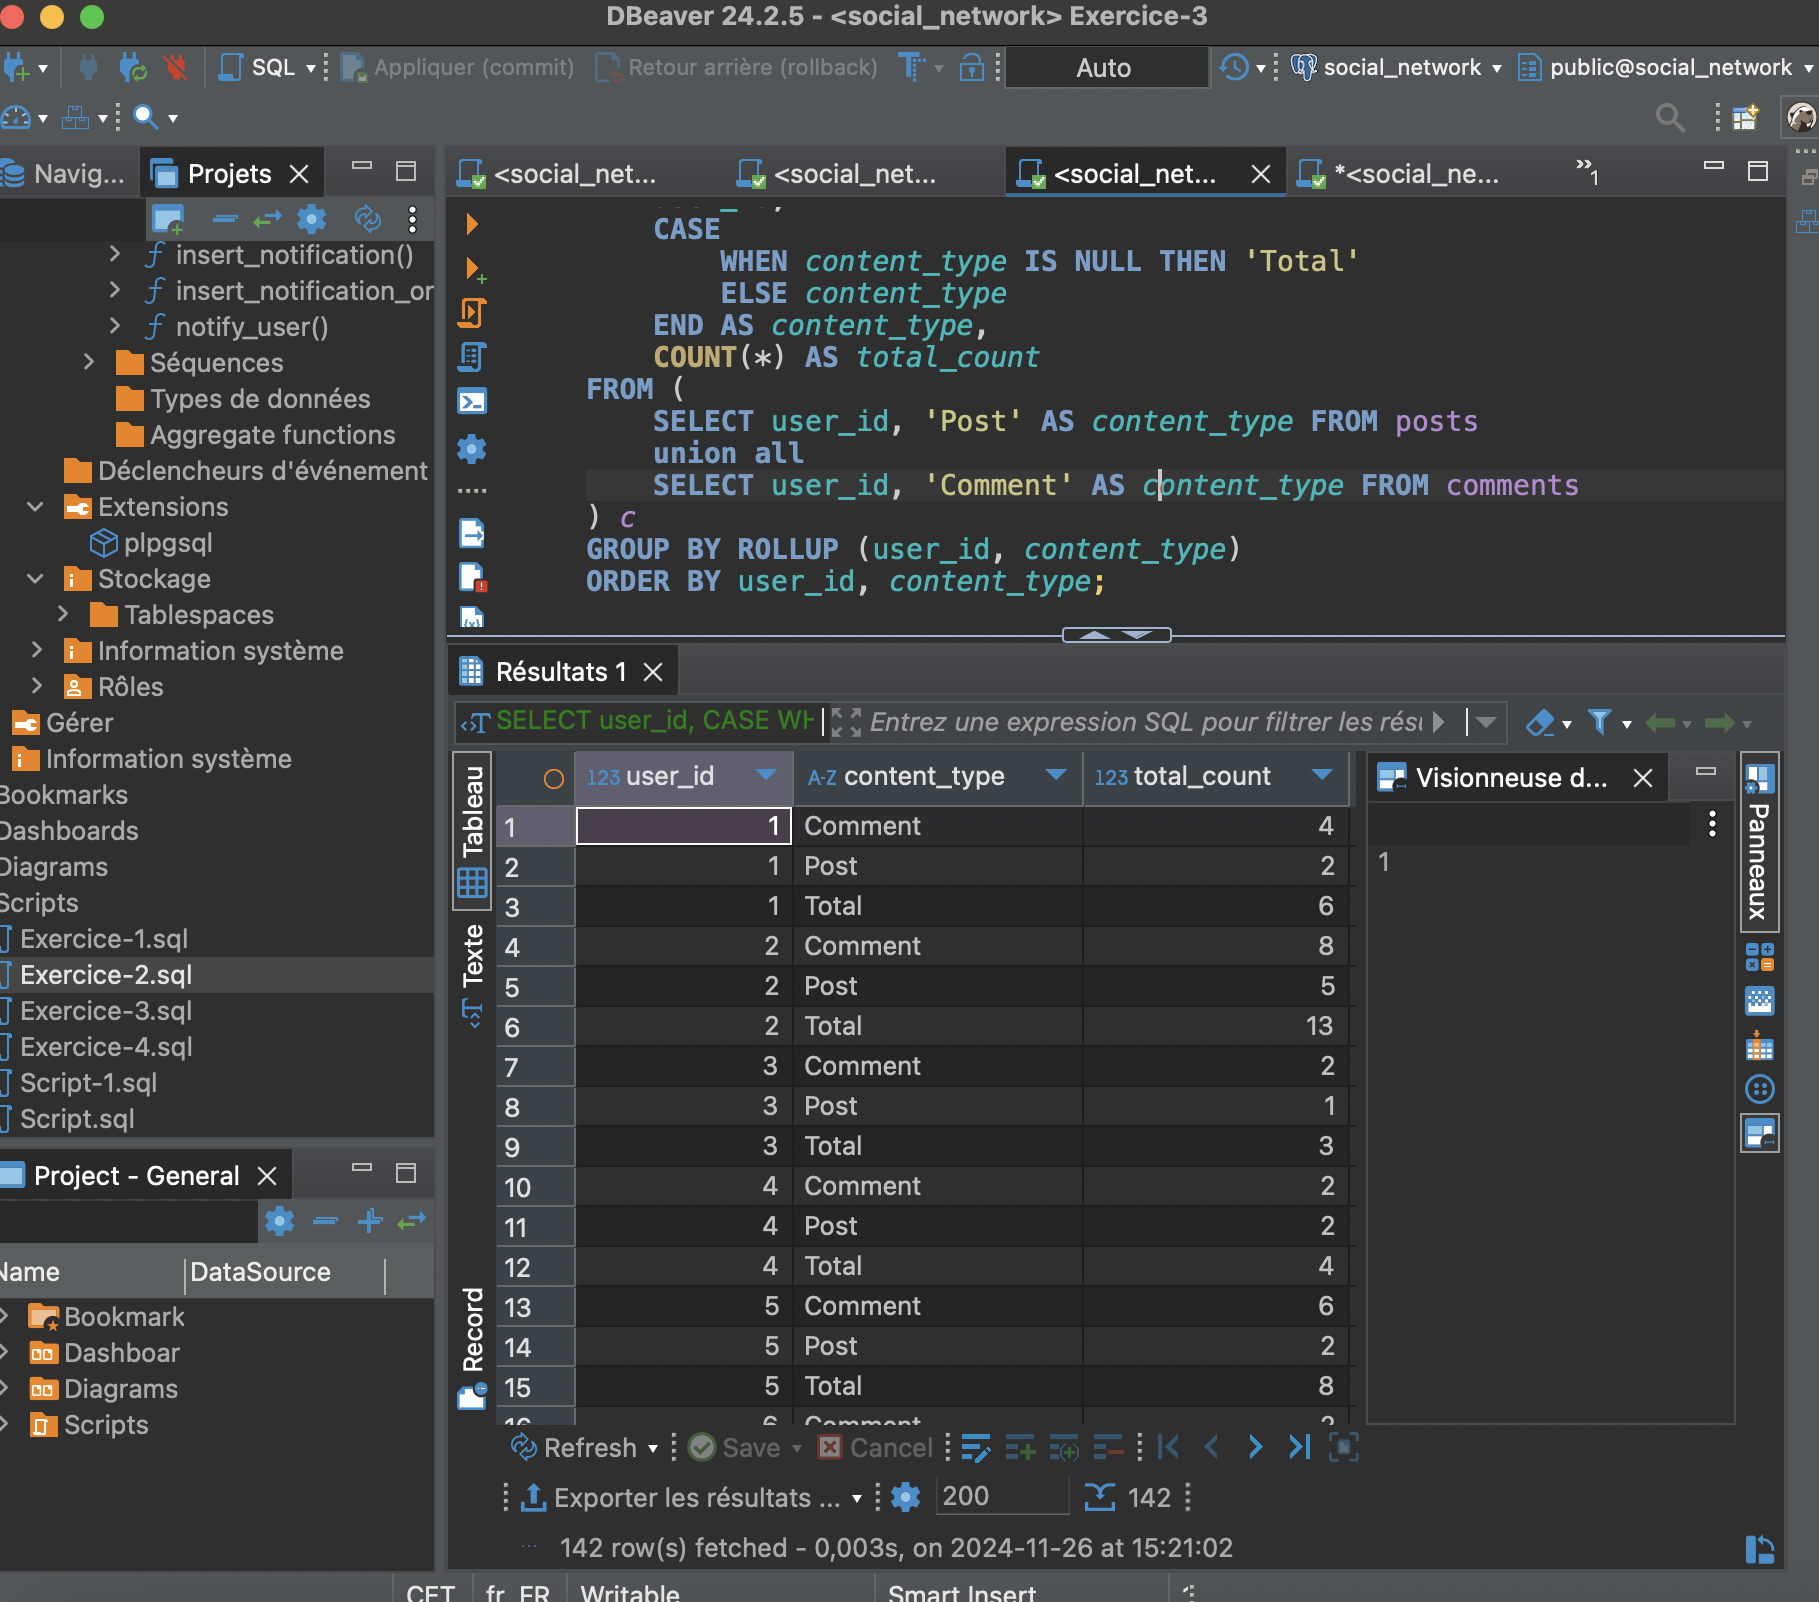 DBeaver 24.2.5 - <social_network> Exercice-3
SQL
Appliquer (commit)
Retour arrière (rollback)
Auto
social_network
public@social_network
Navig...
Projets
<social_net...
<social_net...
<social_net...
*<social_ne...
»1
insert_notification()
insert_notification_or
notify_user()
Séquences
Types de données
Aggregate functions
Déclencheurs d'événement
Extensions
plpgsql
Stockage
Tablespaces
Information système
Rôles
Gérer
Information système
Bookmarks
Dashboards
Diagrams
Scripts
Exercice-1.sql
Exercice-2.sql
Exercice-3.sql
Exercice-4.sql
Script-1.sql
Script.sql
CASE
WHEN content_type IS NULL THEN 'Total'
ELSE content_type
END AS content_type,
COUNT(*) AS total_count
FROM (
SELECT user_id, 'Post' AS content_type FROM posts
union all
SELECT user_id, 'Comment' AS content_type FROM comments
) c
GROUP BY ROLLUP (user_id, content_type)
ORDER BY user_id, content_type;
Résultats 1
SELECT user_id, CASE WH
Entrez une expression SQL pour filtrer les résu
Tableau
Texte
Record
123 user_id
A-Z content_type
123 total_count
1 1 Comment 4
2 1 Post 2
3 1 Total 6
4 2 Comment 8
5 2 Post 5
6 2 Total 13
7 3 Comment 2
8 3 Post 1
9 3 Total 3
10 4 Comment 2
11 4 Post 2
12 4 Total 4
13 5 Comment 6
14 5 Post 2
15 5 Total 8
16 6 Comment 2
Visionneuse d...
1
Panneaux
Project - General
Name
DataSource
Bookmark
Dashboar
Diagrams
Scripts
Refresh
Save
Cancel
Exporter les résultats ...
200
142
142 row(s) fetched - 0,003s, on 2024-11-26 at 15:21:02
CET
fr_FR
Writable
Smart Insert